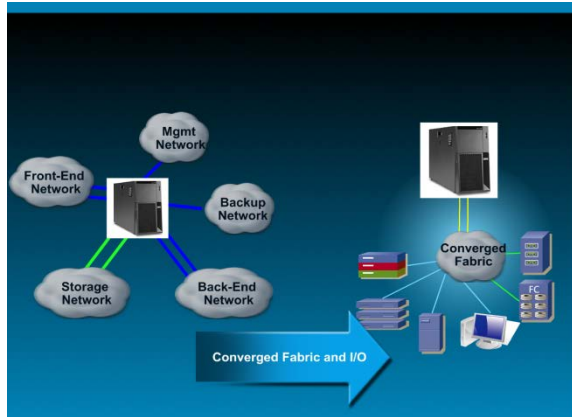 Mgmt
Network
Front-End
Network
Backup
Network
Storage
Network
Back-End
Network
Converged
Fabric
FC
Converged Fabric and I/O